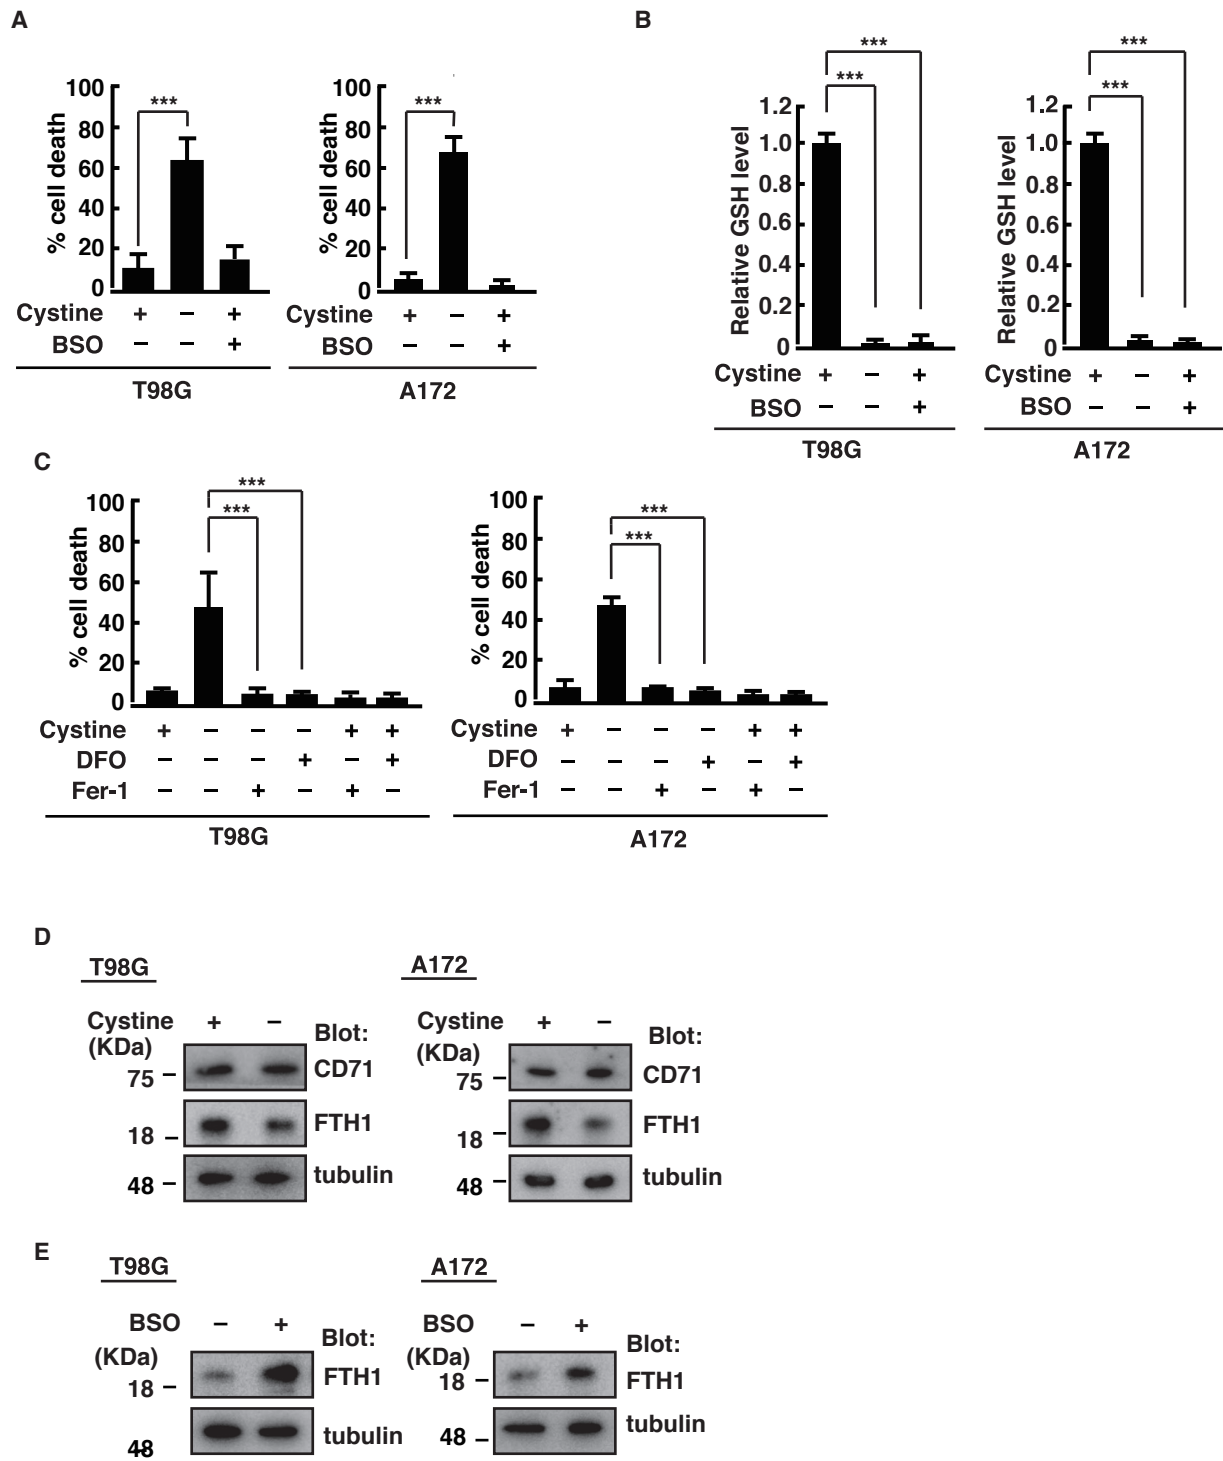 A
B
100
80
60
40
20
0
% cell death
***
Cystine + − +
BSO − − +
T98G
100
80
60
40
20
0
% cell death
***
Cystine + − +
BSO − − +
A172
1.2
1.0
0.8
0.6
0.4
0.2
0
Relative GSH level
***
***
Cystine + − +
BSO − − +
T98G
1.2
1.0
0.8
0.6
0.4
0.2
0
Relative GSH level
***
***
Cystine + − +
BSO − − +
A172
C
100
80
60
40
20
0
% cell death
***
***
Cystine + − − − + +
DFO − − − + − +
Fer-1 − − + − + −
T98G
100
80
60
40
20
0
% cell death
***
***
Cystine + − − − + +
DFO − − − + − +
Fer-1 − − + − + −
A172
D
T98G
Cystine + −
(KDa)
Blot:
75 − CD71
18 − FTH1
48 − tubulin
A172
Cystine + −
(KDa)
Blot:
75 − CD71
18 − FTH1
48 − tubulin
E
T98G
BSO − +
(KDa)
Blot:
18 − FTH1
48 tubulin
A172
BSO − +
(KDa)
Blot:
18 − FTH1
48 − tubulin